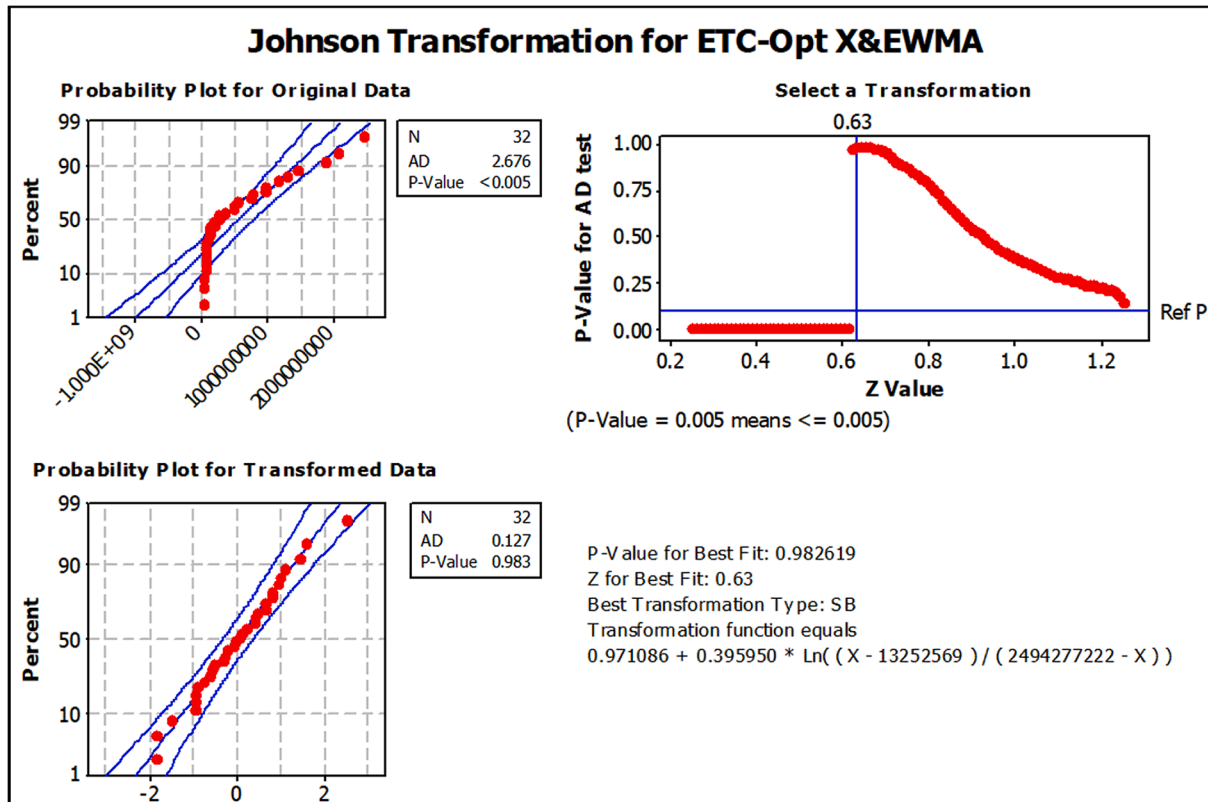 Johnson Transformation for ETC-Opt X&EWMA
Probability Plot for Original Data
99
90
50
10
1
Percent
-1.000E+09
0
1000000000
2000000000
N 32
AD 2.676
P-Value <0.005
Select a Transformation
0.63
1.00
0.75
0.50
0.25
0.00
P-Value for AD test
Ref P
0.2 0.4 0.6 0.8 1.0 1.2
Z Value
(P-Value = 0.005 means <= 0.005)
Probability Plot for Transformed Data
99
90
50
10
1
Percent
-2 0 2
N 32
AD 0.127
P-Value 0.983
P-Value for Best Fit: 0.982619
Z for Best Fit: 0.63
Best Transformation Type: SB
Transformation function equals
0.971086 + 0.395950 * Ln( ( X - 13252569 ) / ( 2494277222 - X ) )